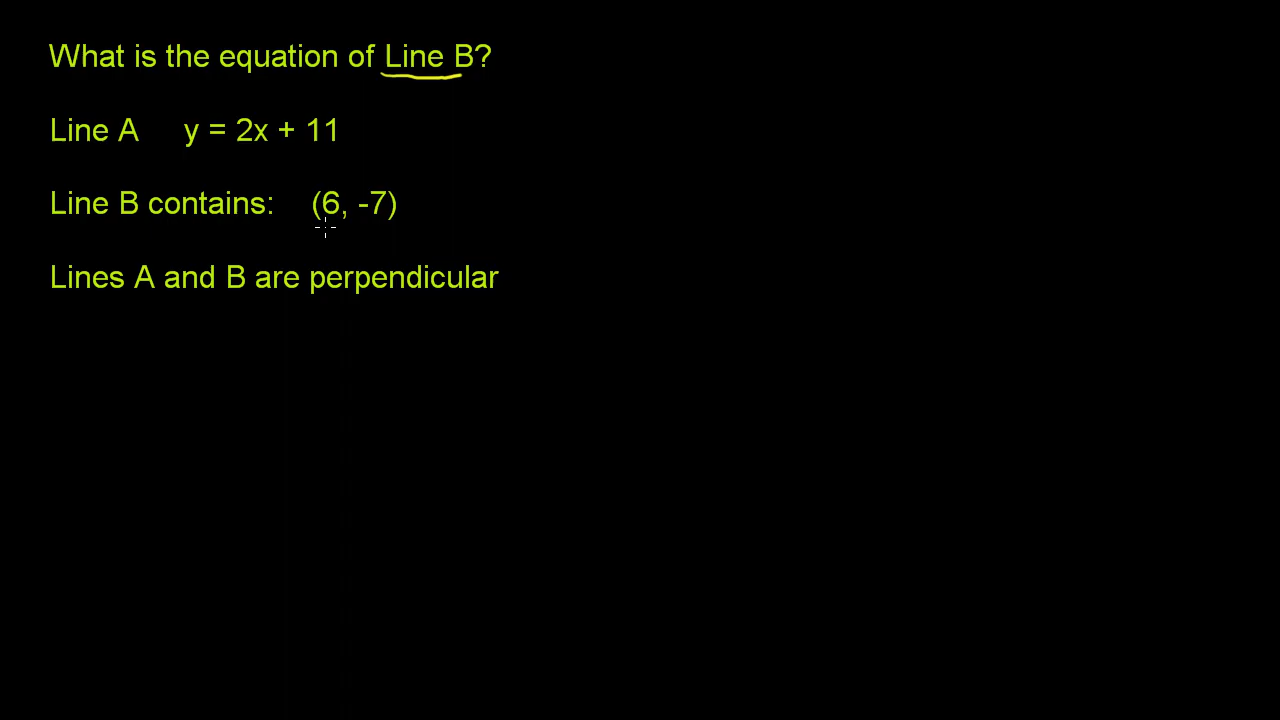 What is the equation of Line B?
Line A y = 2x + 11
Line B contains: (6, -7)
Lines A and B are perpendicular